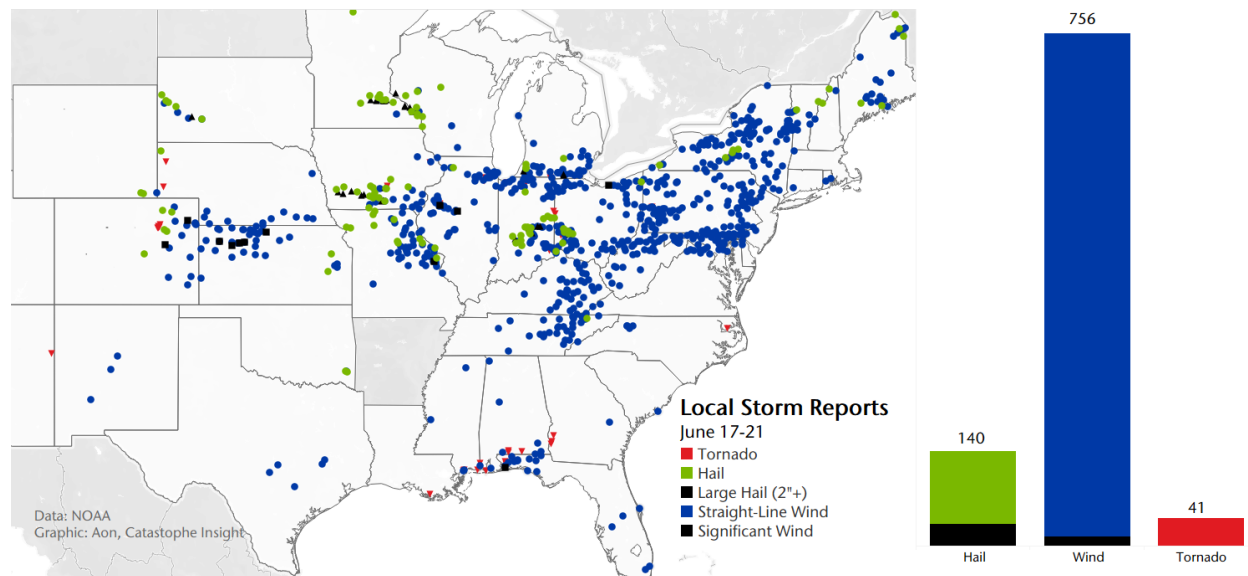 Local Storm Reports
June 17-21
Tornado
Hail
Large Hail (2"+)
Straight-Line Wind
Significant Wind
Data: NOAA
Graphic: Aon, Catastophe Insight
756
140
41
Hail
Wind
Tornado